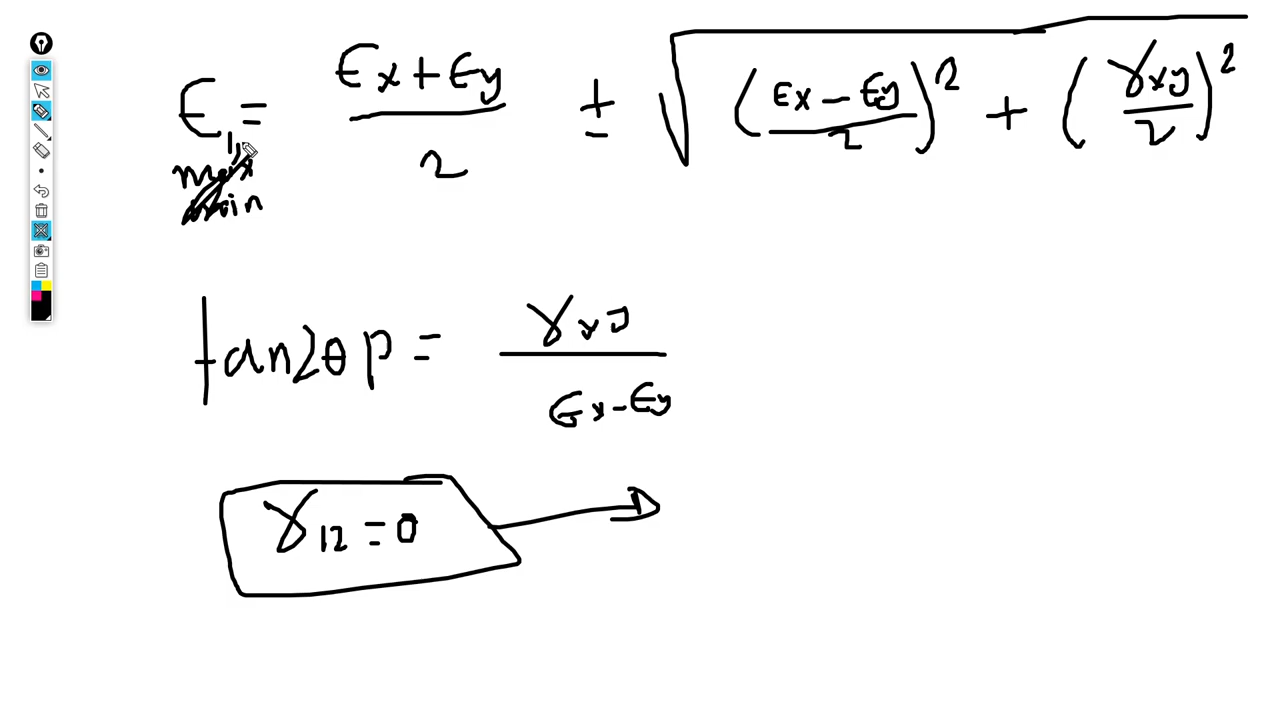 ϵ1, = ϵx + ϵy / 2 ± √((ϵx − ϵy / 2)² + (γxy / 2)²)
max
min
tan2θp = γxy / ϵx − ϵy
γ12 = 0